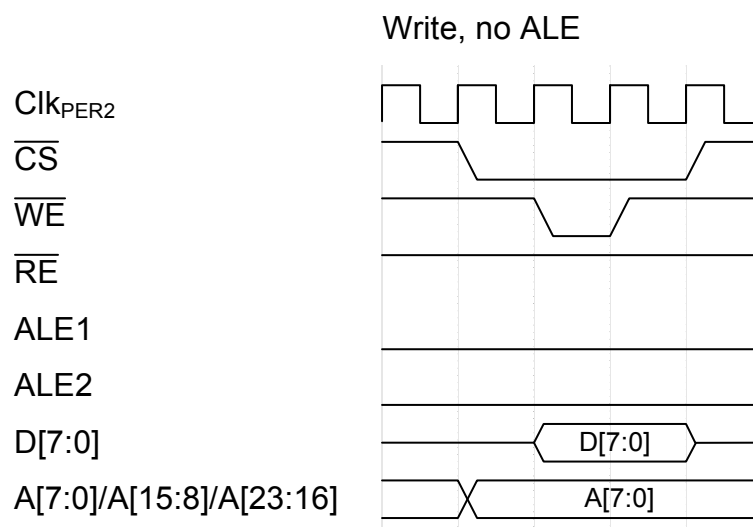 Write, no ALE
ClkPER2
CS
WE
RE
ALE1
ALE2
D[7:0] D[7:0]
A[7:0]/A[15:8]/A[23:16] A[7:0]